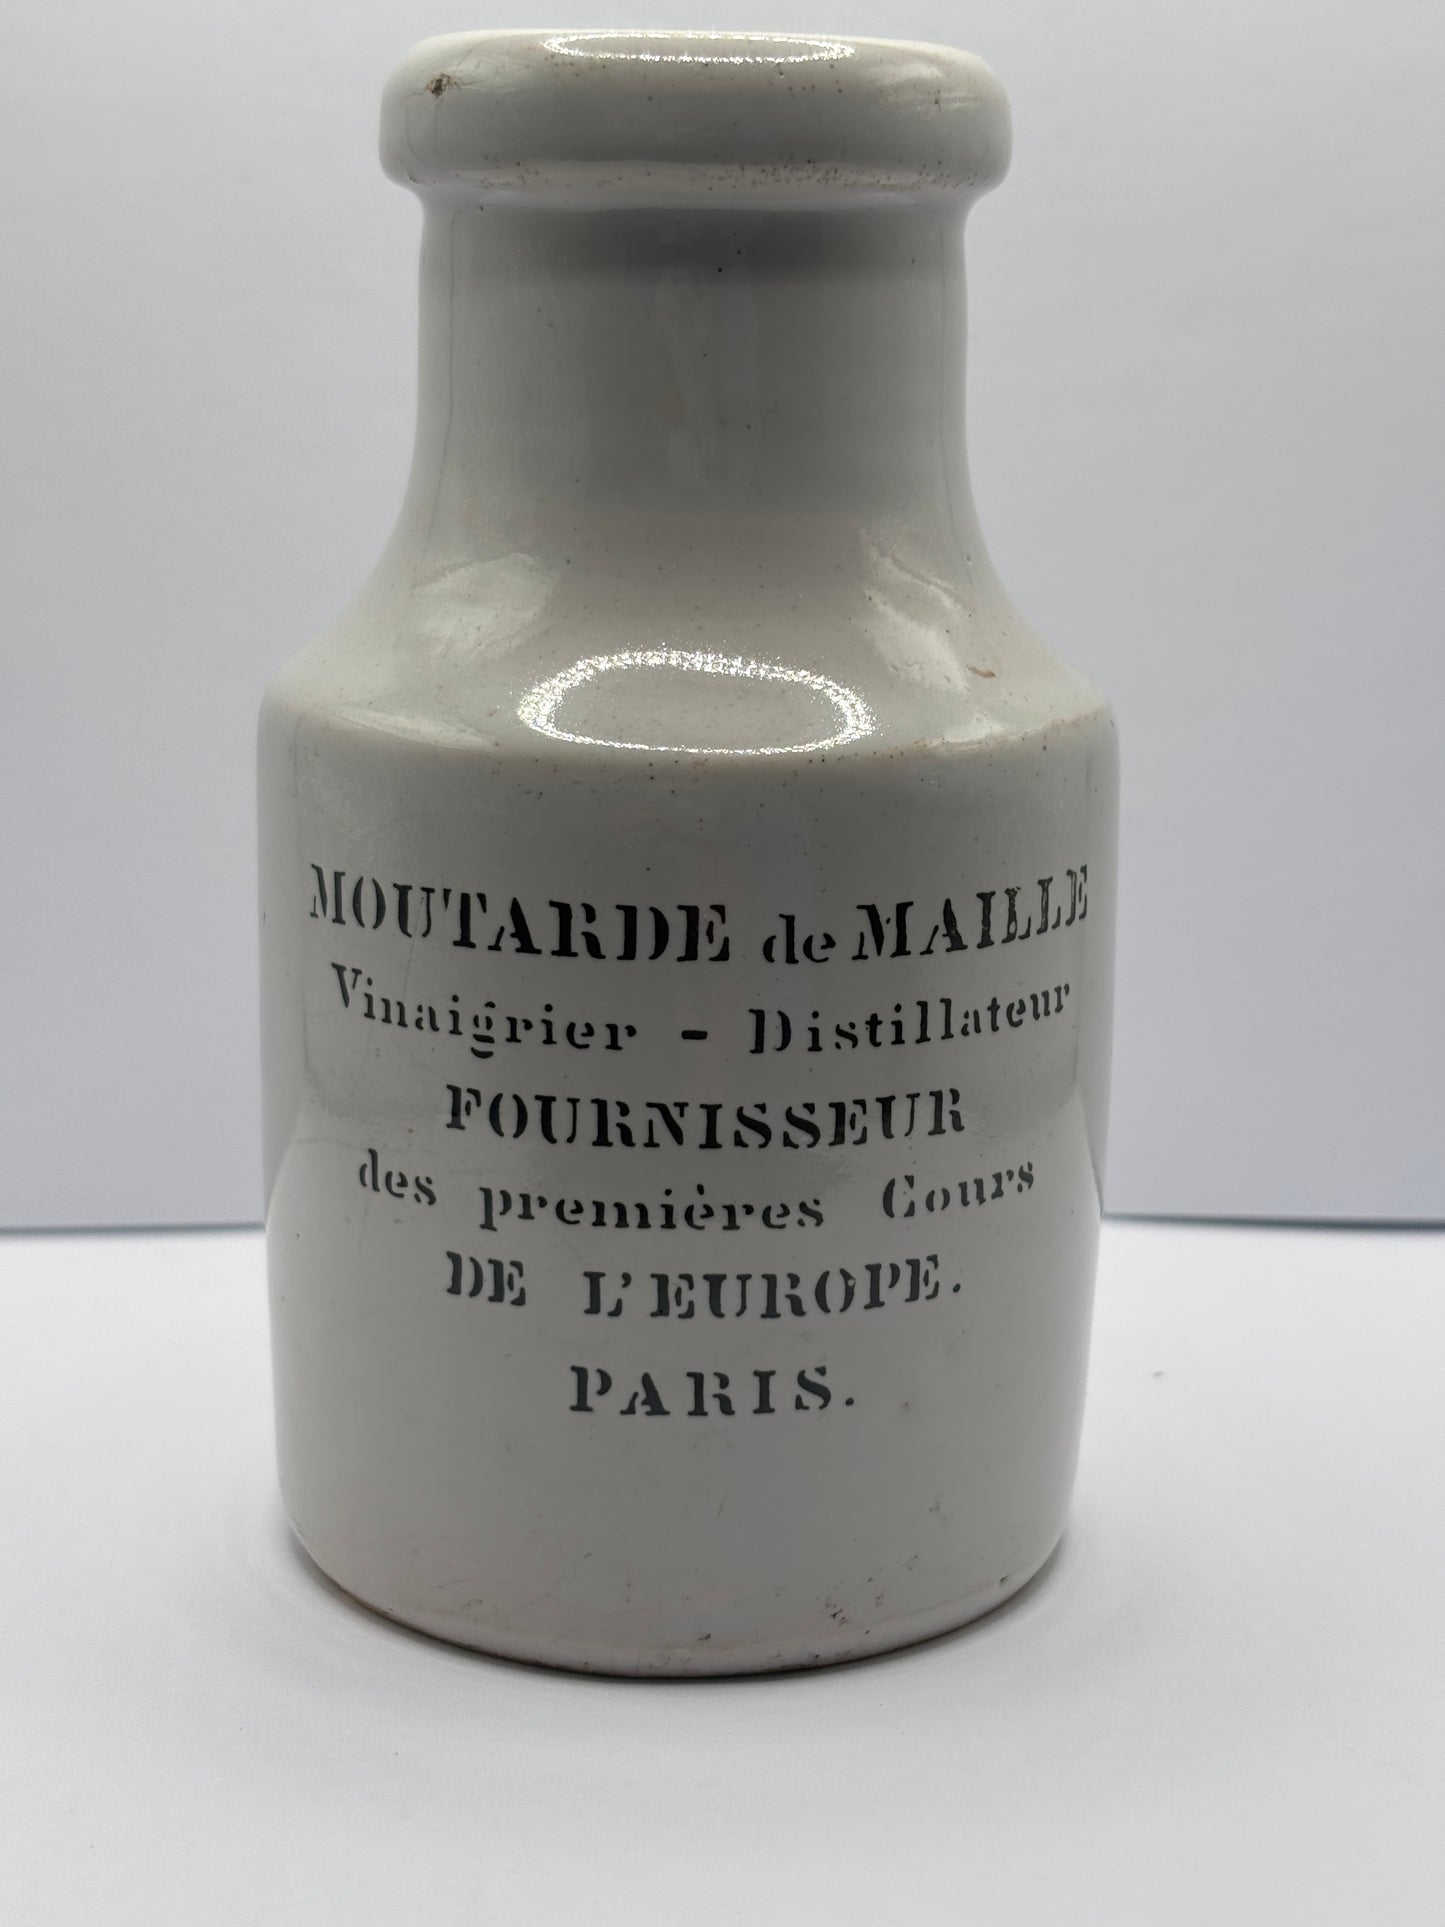 MOUTARDE de MAILLE
Vinaigrier - Distillateur
FOURNISSEUR
des premières Cours
DE L'EUROPE.
PARIS.